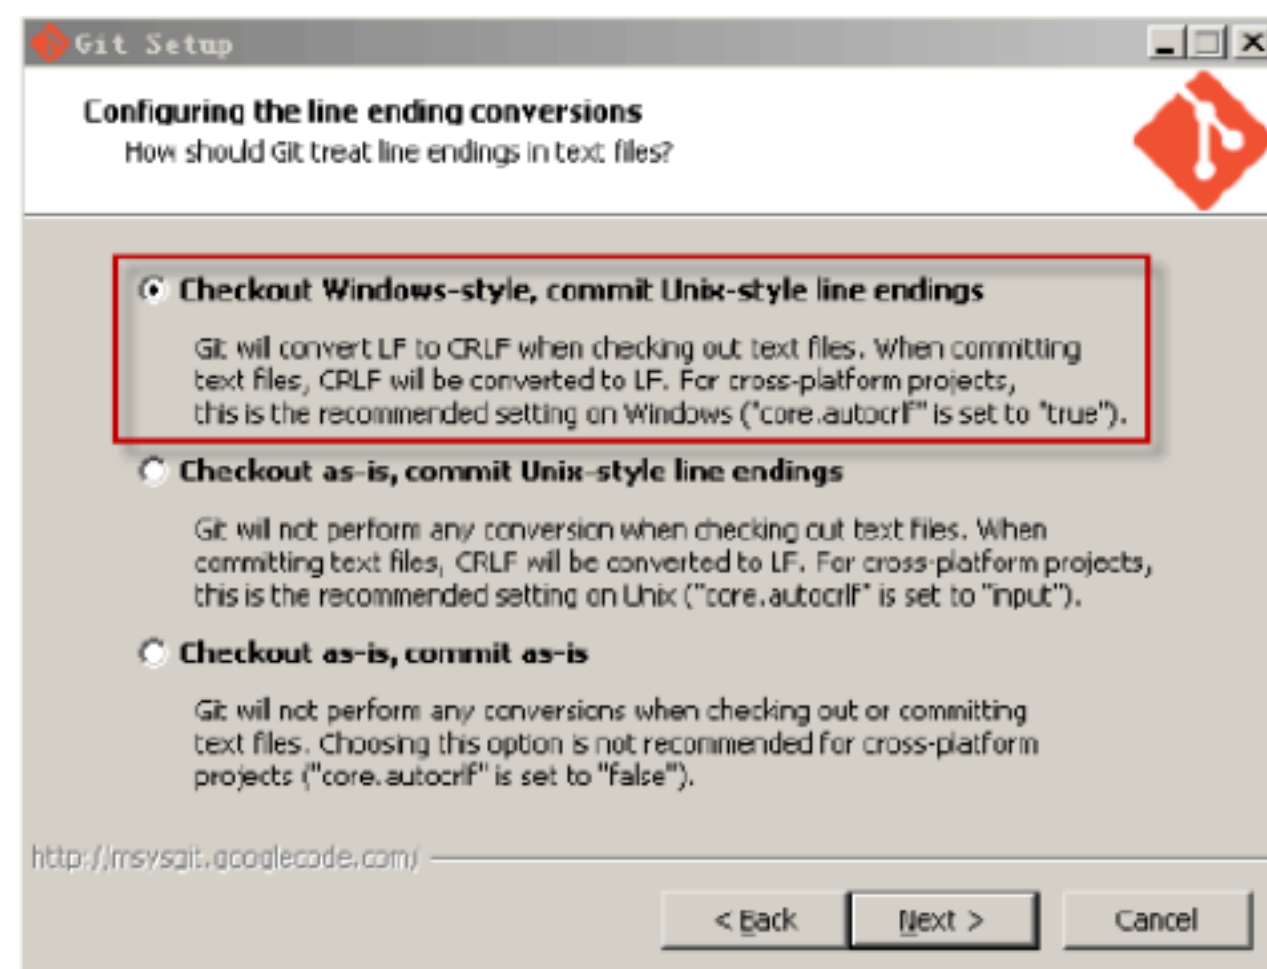 Git Setup
Configuring the line ending conversions
How should Git treat line endings in text files?
Checkout Windows-style, commit Unix-style line endings
Git will convert LF to CRLF when checking out text files. When committing
text files, CRLF will be converted to LF. For cross-platform projects,
this is the recommended setting on Windows ("core.autocrlf" is set to "true").
Checkout as-is, commit Unix-style line endings
Git will not perform any conversion when checking out text files. When
committing text files, CRLF will be converted to LF. For cross-platform projects,
this is the recommended setting on Unix ("core.autocrlf" is set to "input").
Checkout as-is, commit as-is
Git will not perform any conversions when checking out or committing
text files. Choosing this option is not recommended for cross-platform
projects ("core.autocrlf" is set to "false").
http://msysgit.googlecode.com/
< Back
Next >
Cancel